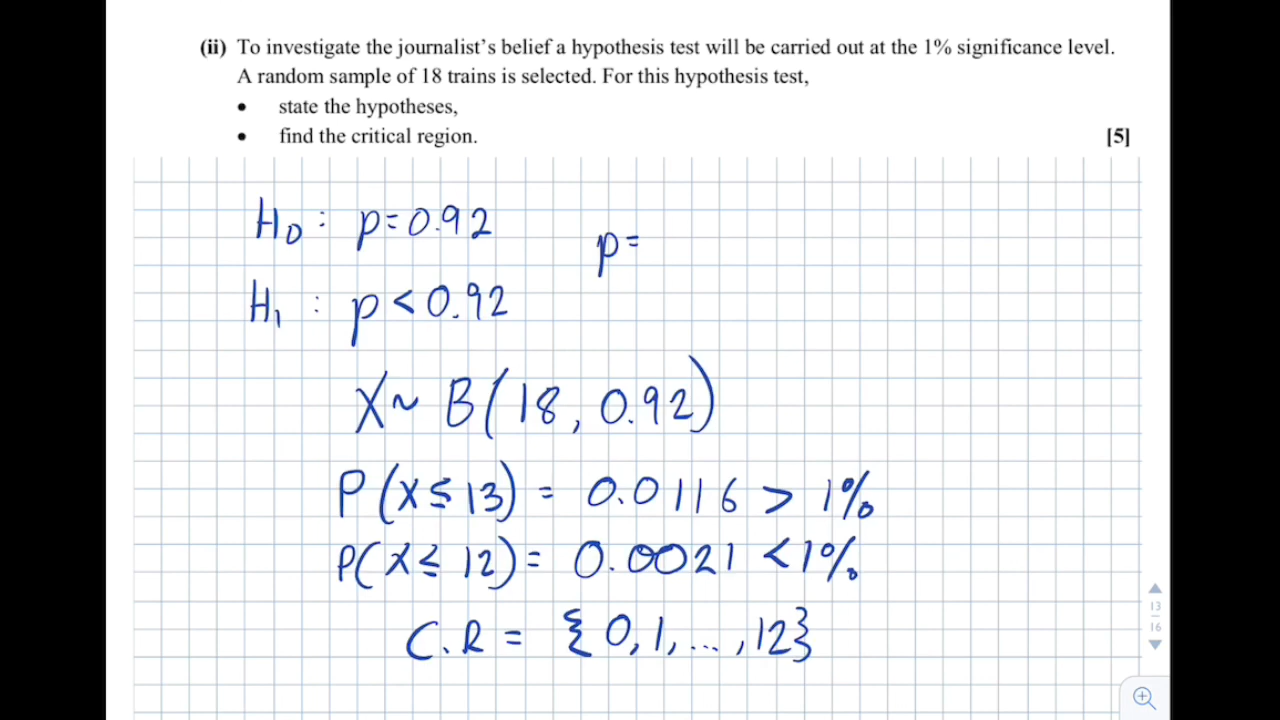 (ii) To investigate the journalist's belief a hypothesis test will be carried out at the 1% significance level.
A random sample of 18 trains is selected. For this hypothesis test,
• state the hypotheses,
• find the critical region. [5]
H₀ : p = 0.92
p =
H₁ : p < 0.92
X ~ B(18, 0.92)
P(X ≤ 13) = 0.0116 > 1%
P(X ≤ 12) = 0.0021 < 1%
C.R = {0, 1, ..., 12}
13
16